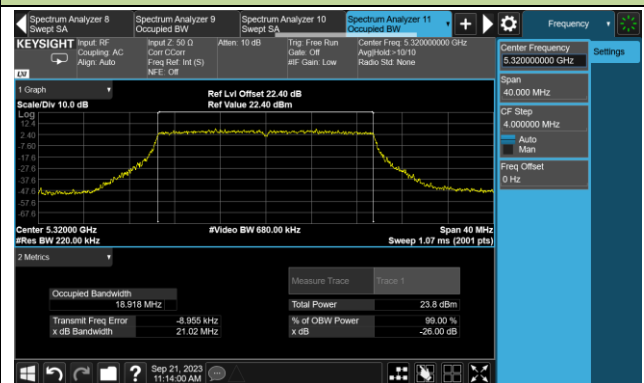 Spectrum Analyzer 8
Swept SA
Spectrum Analyzer 9
Occupied BW
Spectrum Analyzer 10
Swept SA
Spectrum Analyzer 11
Occupied BW
Frequency
KEYSIGHT
Input: RF
Coupling: AC
Align: Auto
Input Z: 50 Ω
Corr CCorr
Freq Ref: Int (S)
NFE: Off
Atten: 10 dB
Trig: Free Run
Gate: Off
#IF Gain: Low
Center Freq: 5.320000000 GHz
Avg|Hold:>10/10
Radio Std: None
LXI
Center Frequency
5.320000000 GHz
Settings
Span
40.000 MHz
CF Step
4.000000 MHz
Auto
Man
Freq Offset
0 Hz
1 Graph
Ref Lvl Offset 22.40 dB
Scale/Div 10.0 dB
Ref Value 22.40 dBm
Log
12.4
2.40
-7.60
-17.6
-27.6
-37.6
-47.6
-57.6
-67.6
Center 5.32000 GHz
#Video BW 680.00 kHz
Span 40 MHz
#Res BW 220.00 kHz
Sweep 1.07 ms (2001 pts)
2 Metrics
Measure Trace
Trace 1
Occupied Bandwidth
18.918 MHz
Total Power
23.8 dBm
Transmit Freq Error
-8.955 kHz
% of OBW Power
99.00 %
x dB Bandwidth
21.02 MHz
x dB
-26.00 dB
Sep 21, 2023
11:14:00 AM